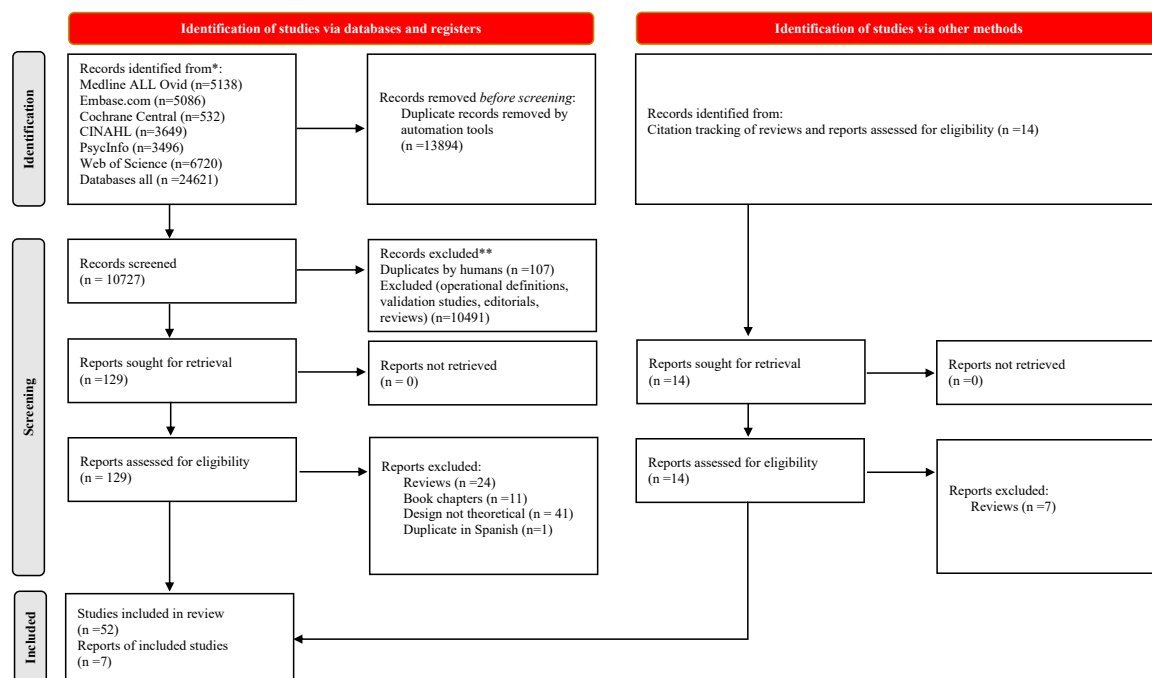 Identification of studies via databases and registers
Identification of studies via other methods
Identification
Records identified from*:
Medline ALL Ovid (n=5138)
Embase.com (n=5086)
Cochrane Central (n=532)
CINAHL (n=3649)
PsycInfo (n=3496)
Web of Science (n=6720)
Databases all (n =24621)
Records removed before screening:
Duplicate records removed by
automation tools
(n =13894)
Records identified from:
Citation tracking of reviews and reports assessed for eligibility (n =14)
Screening
Records screened
(n = 10727)
Records excluded**
Duplicates by humans (n =107)
Excluded (operational definitions,
validation studies, editorials,
reviews) (n=10491)
Reports sought for retrieval
(n =129)
Reports not retrieved
(n = 0)
Reports sought for retrieval
(n =14)
Reports not retrieved
(n =0)
Reports assessed for eligibility
(n = 129)
Reports excluded:
Reviews (n =24)
Book chapters (n =11)
Design not theoretical (n = 41)
Duplicate in Spanish (n=1)
Reports assessed for eligibility
(n =14)
Reports excluded:
Reviews (n =7)
Included
Studies included in review
(n =52)
Reports of included studies
(n =7)